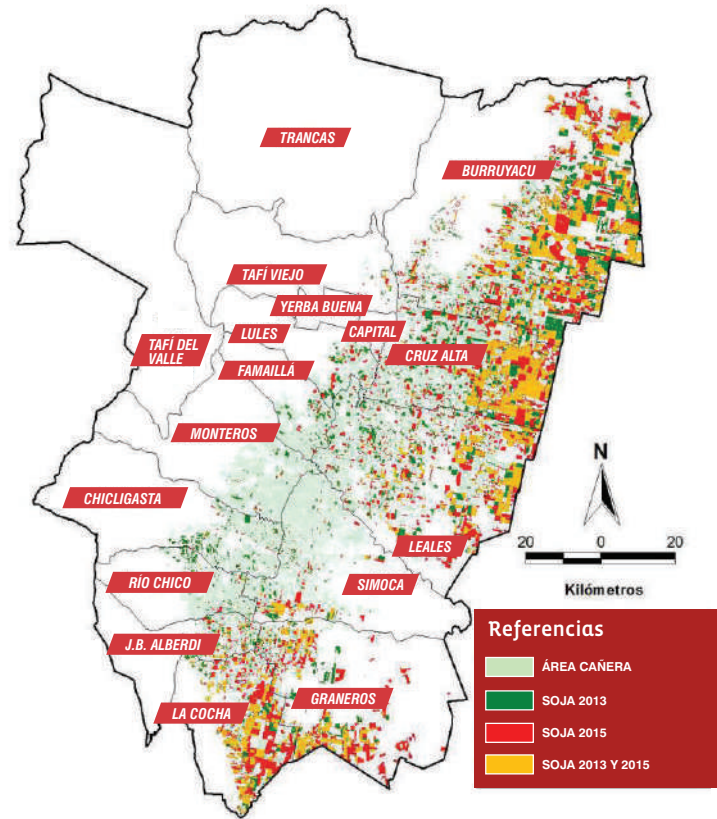 TRANCAS
BURRUYACU
TAFÍ VIEJO
YERBA BUENA
LULES
CAPITAL
TAFÍ DEL
VALLE
CRUZ ALTA
FAMAILLÁ
MONTEROS
N
CHICLIGASTA
LEALES
20 0 20
RÍO CHICO
SIMOCA
Kilómetros
Referencias
J.B. ALBERDI
ÁREA CAÑERA
GRANEROS
SOJA 2013
LA COCHA
SOJA 2015
SOJA 2013 Y 2015